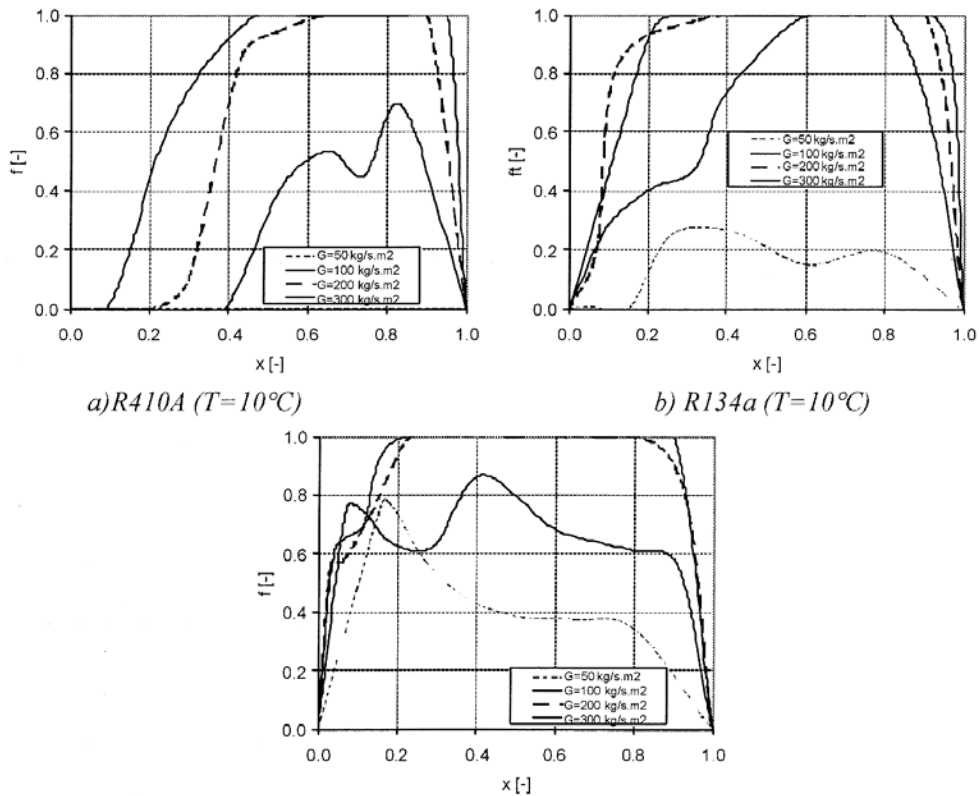 1.0
0.8
0.6
0.4
0.2
0.0
f [-]
G=50 kg/s.m2
G=100 kg/s.m2
G=200 kg/s.m2
G=300 kg/s.m2
0.0 0.2 0.4 0.6 0.8 1.0
x [-]
a) R410A (T=10°C)
1.0
0.8
0.6
0.4
0.2
0.0
ft [-]
G=50 kg/s.m2
G=100 kg/s.m2
G=200 kg/s.m2
G=300 kg/s.m2
0.0 0.2 0.4 0.6 0.8 1.0
x [-]
b) R134a (T=10°C)
1.0
0.8
0.6
0.4
0.2
0.0
f [-]
G=50 kg/s.m2
G=100 kg/s.m2
G=200 kg/s.m2
G=300 kg/s.m2
0.0 0.2 0.4 0.6 0.8 1.0
x [-]